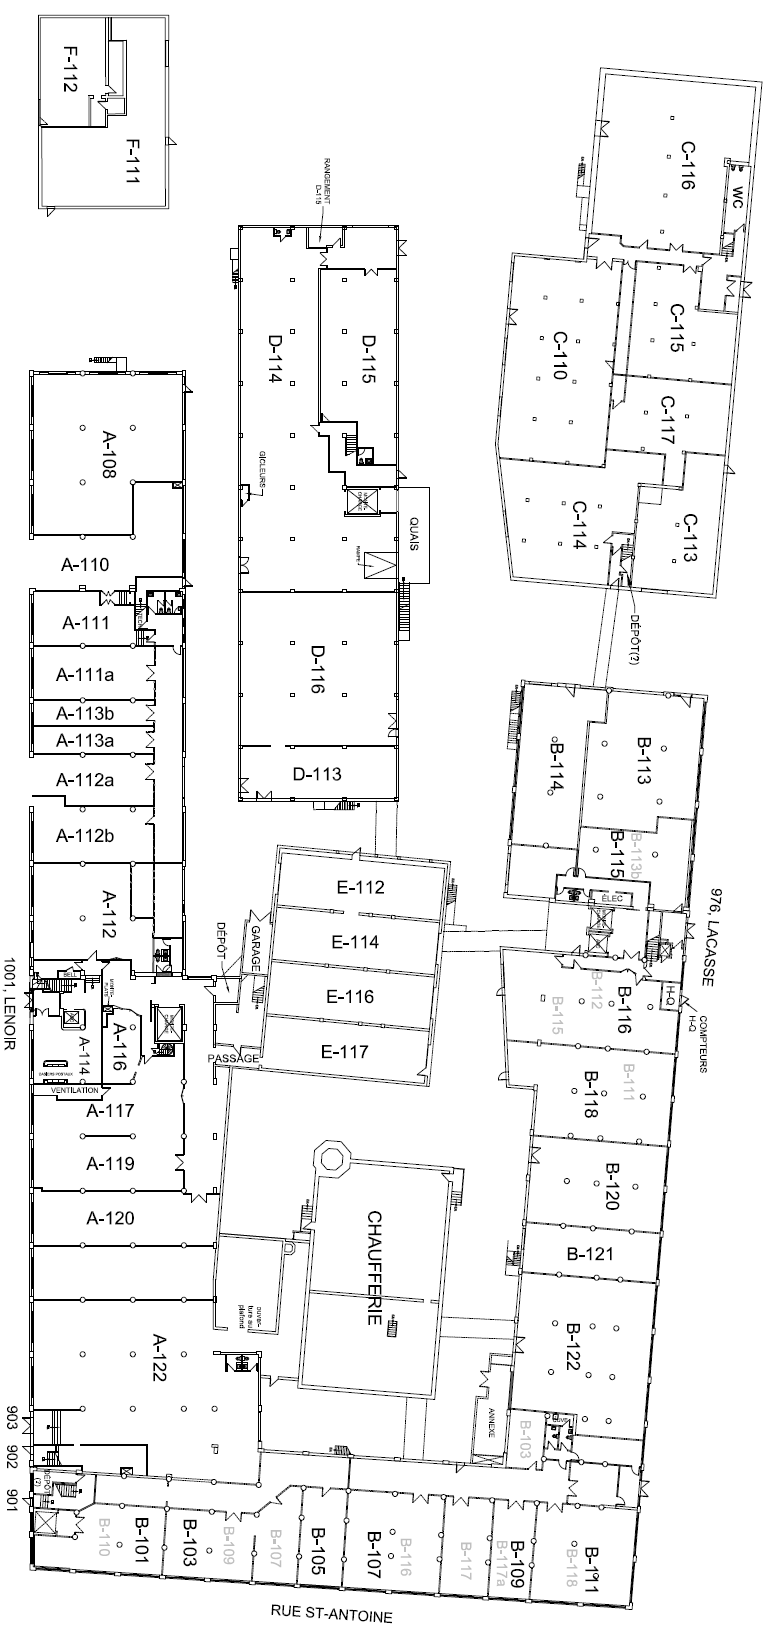 F-112
F-111
C-116
WC
RANGEMENT
D-115
D-114
D-115
C-115
C-110
C-117
A-108
GICLEURS
QUAIS
C-114
C-113
A-110
A-111
DÉPÔT(?)
A-111a
D-116
A-113b
A-113a
B-114
B-113
A-112a
D-113
A-112b
B-115
B-113b
E-112
ÉLEC
976, LACASSE
A-112
DÉPÔT
GARAGE
E-114
1001, LENOIR
E-116
B-112
B-115
B-116
H-Q
COMPTEURS
H-Q
A-114
A-116
PASSAGE
E-117
VENTILATION
A-117
B-118
B-111
A-119
B-120
A-120
CHAUFFERIE
B-121
ouver-
ture au
plafond
A-122
B-122
903
902
901
ANNEXE
B-103
DÉPÔT
(?)
B-110
B-101
B-103
B-109
B-107
B-105
B-107
B-116
B-117
B-117a
B-109
B-118
B-111
RUE ST-ANTOINE